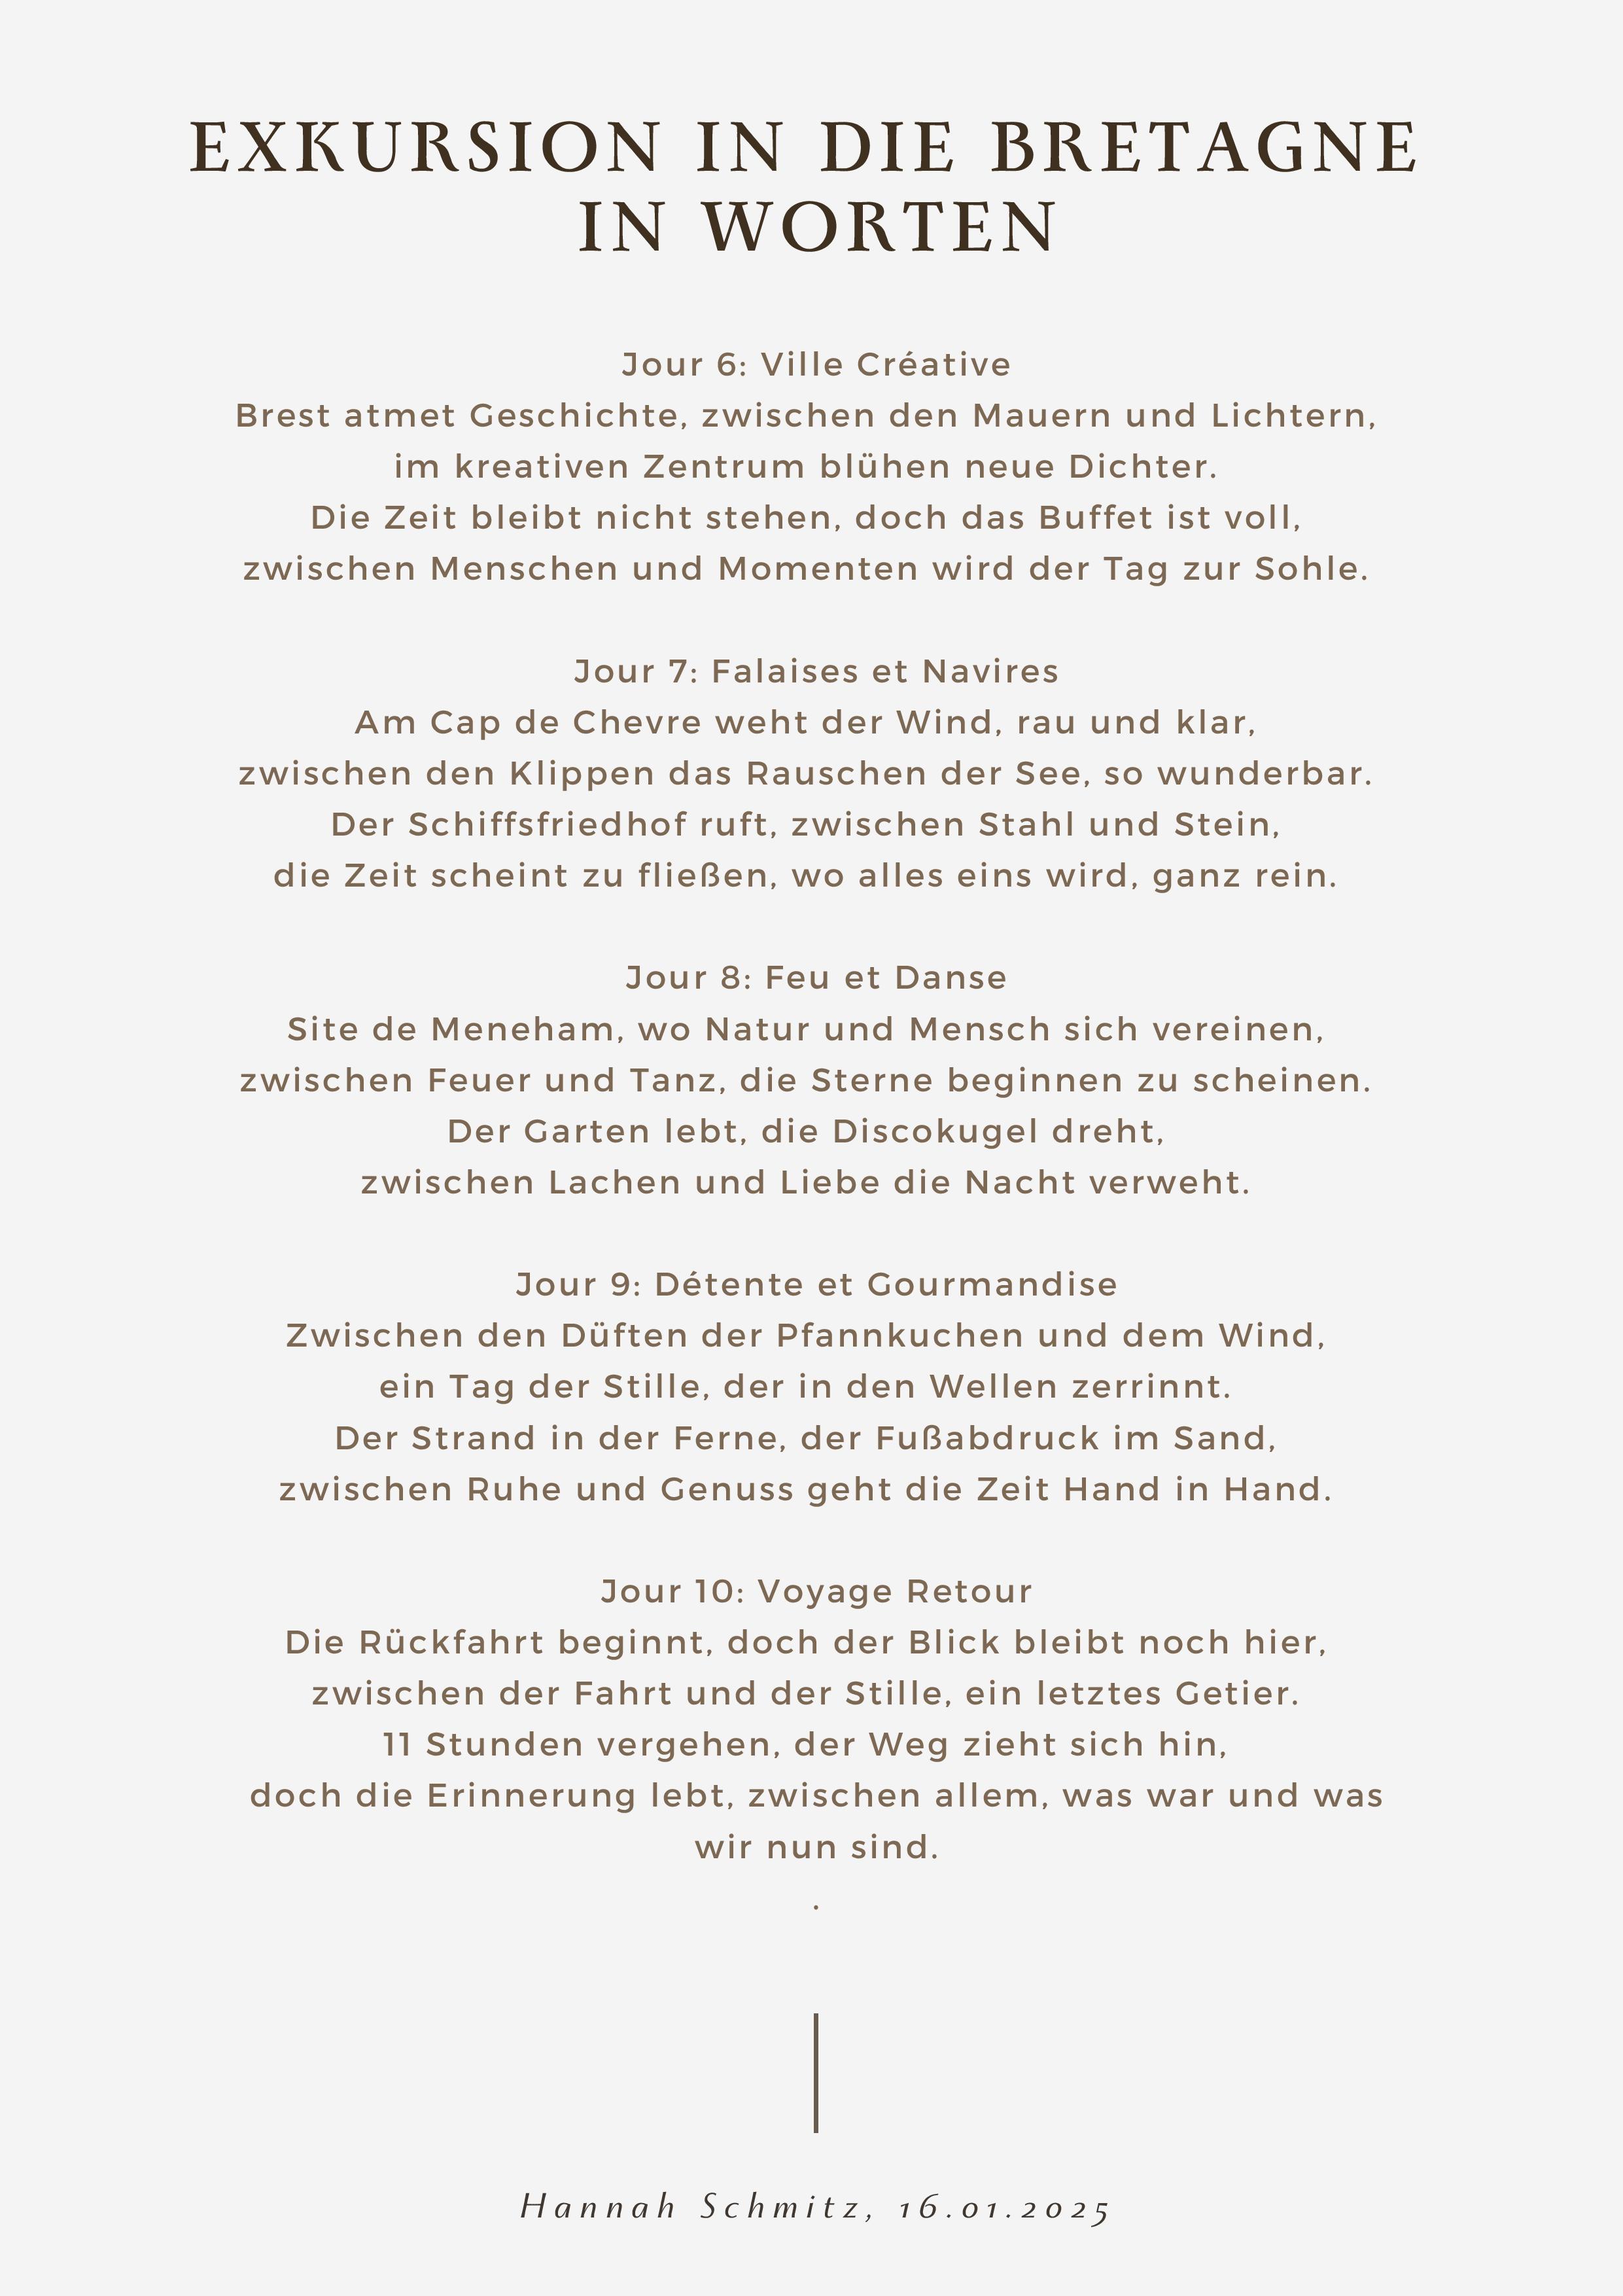 EXKURSION IN DIE BRETAGNE
IN WORTEN
Jour 6: Ville Créative
Brest atmet Geschichte, zwischen den Mauern und Lichtern,
im kreativen Zentrum blühen neue Dichter.
Die Zeit bleibt nicht stehen, doch das Buffet ist voll,
zwischen Menschen und Momenten wird der Tag zur Sohle.
Jour 7: Falaises et Navires
Am Cap de Chevre weht der Wind, rau und klar,
zwischen den Klippen das Rauschen der See, so wunderbar.
Der Schiffsfriedhof ruft, zwischen Stahl und Stein,
die Zeit scheint zu fließen, wo alles eins wird, ganz rein.
Jour 8: Feu et Danse
Site de Meneham, wo Natur und Mensch sich vereinen,
zwischen Feuer und Tanz, die Sterne beginnen zu scheinen.
Der Garten lebt, die Discokugel dreht,
zwischen Lachen und Liebe die Nacht verweht.
Jour 9: Détente et Gourmandise
Zwischen den Düften der Pfannkuchen und dem Wind,
ein Tag der Stille, der in den Wellen zerrinnt.
Der Strand in der Ferne, der Fußabdruck im Sand,
zwischen Ruhe und Genuss geht die Zeit Hand in Hand.
Jour 10: Voyage Retour
Die Rückfahrt beginnt, doch der Blick bleibt noch hier,
zwischen der Fahrt und der Stille, ein letztes Getier.
11 Stunden vergehen, der Weg zieht sich hin,
doch die Erinnerung lebt, zwischen allem, was war und was
wir nun sind.
.
Hannah Schmitz, 16.01.2025